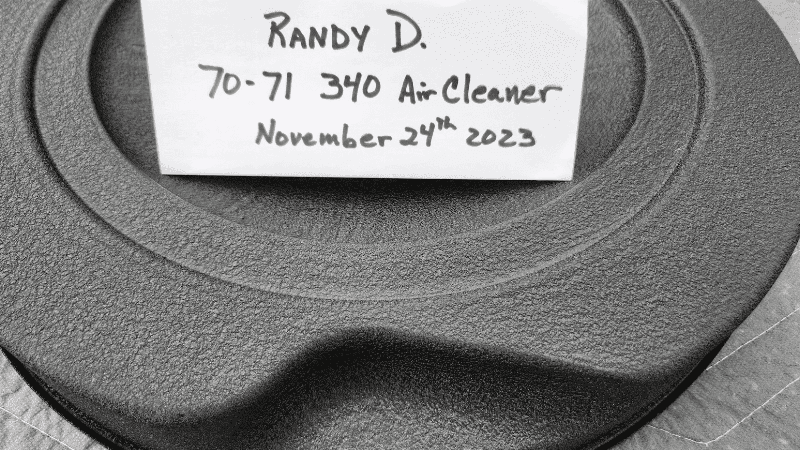 RANDY D.
70-71 340 Air Cleaner
November 24th 2023